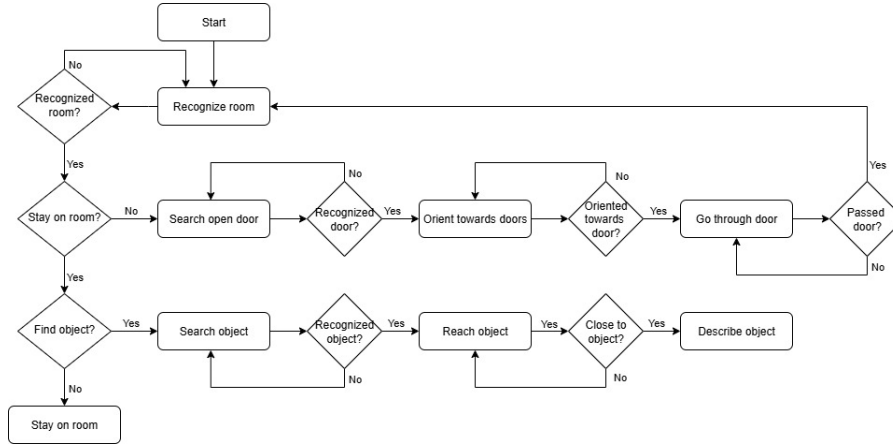 Start
No
Recognized
room?
Recognize room
Yes
Yes
No
No
Stay on room?
No
Search open door
Recognized
door?
Yes
Orient towards doors
Oriented
towards
door?
Yes
Go through door
Passed
door?
No
Yes
Find object?
Yes
Search object
Recognized
object?
Yes
Reach object
Yes
Close to
object?
Yes
Describe object
No
No
No
Stay on room